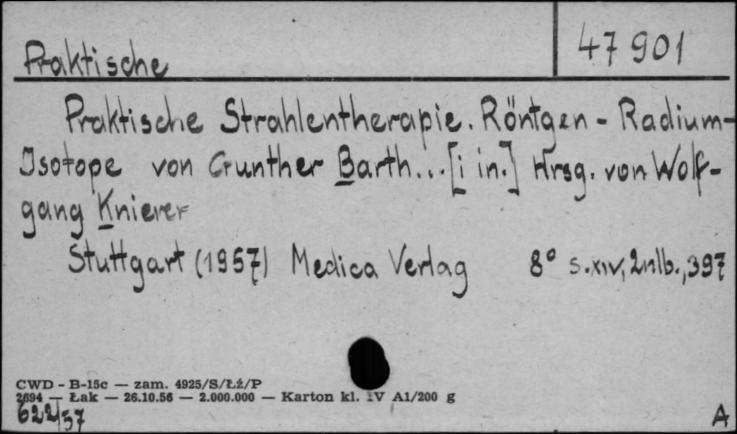 Praktische
47 901
Praktische Strahlentherapie. Röntgen - Radium-
Isotope von Gunther Barth...[i in.] Hrsg. von Wolf-
gang Knierer
Stuttgart (1957) Medica Verlag 8° s.xiv, 2nlb., 397
CWD - B-15c — zam. 4925/S/Łż/P
2694 — Łak — 26.10.56 — 2.000.000 — Karton kl. IV A1/200 g
622/57
A